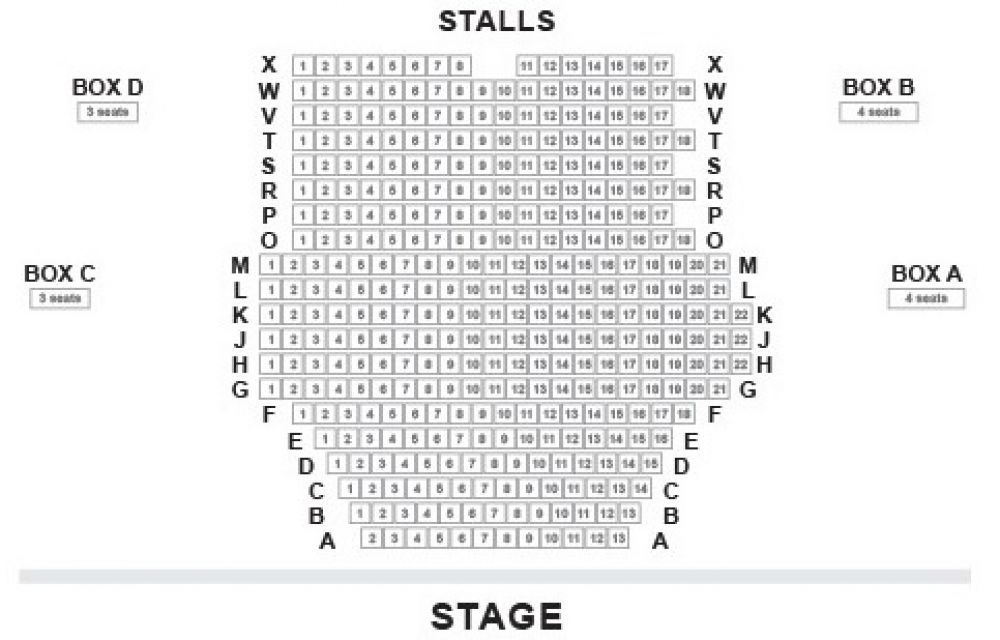 STALLS
X 1 2 3 4 5 6 7 8 11 12 13 14 15 16 17 X
BOX D
3 seats
BOX B
4 seats
W 1 2 3 4 5 6 7 8 9 10 11 12 13 14 15 16 17 18 W
V 1 2 3 4 5 6 7 8 9 10 11 12 13 14 15 16 17 V
T 1 2 3 4 5 6 7 8 9 10 11 12 13 14 15 16 17 18 T
S 1 2 3 4 5 6 7 8 9 10 11 12 13 14 15 16 17 S
R 1 2 3 4 5 6 7 8 9 10 11 12 13 14 15 16 17 18 R
P 1 2 3 4 5 6 7 8 9 10 11 12 13 14 15 16 17 P
O 1 2 3 4 5 6 7 8 9 10 11 12 13 14 15 16 17 18 O
M 1 2 3 4 5 6 7 8 9 10 11 12 13 14 15 16 17 18 19 20 21 M
BOX C
3 seats
BOX A
4 seats
L 1 2 3 4 5 6 7 8 9 10 11 12 13 14 15 16 17 18 19 20 21 L
K 1 2 3 4 5 6 7 8 9 10 11 12 13 14 15 16 17 18 19 20 21 22 K
J 1 2 3 4 5 6 7 8 9 10 11 12 13 14 15 16 17 18 19 20 21 22 J
H 1 2 3 4 5 6 7 8 9 10 11 12 13 14 15 16 17 18 19 20 21 22 H
G 1 2 3 4 5 6 7 8 9 10 11 12 13 14 15 16 17 18 19 20 21 G
F 1 2 3 4 5 6 7 8 9 10 11 12 13 14 15 16 17 18 F
E 1 2 3 4 5 6 7 8 9 10 11 12 13 14 15 16 E
D 1 2 3 4 5 6 7 8 9 10 11 12 13 14 15 D
C 1 2 3 4 5 6 7 8 9 10 11 12 13 14 C
B 1 2 3 4 5 6 7 8 9 10 11 12 13 B
A 2 3 4 5 6 7 8 9 10 11 12 13 A
STAGE